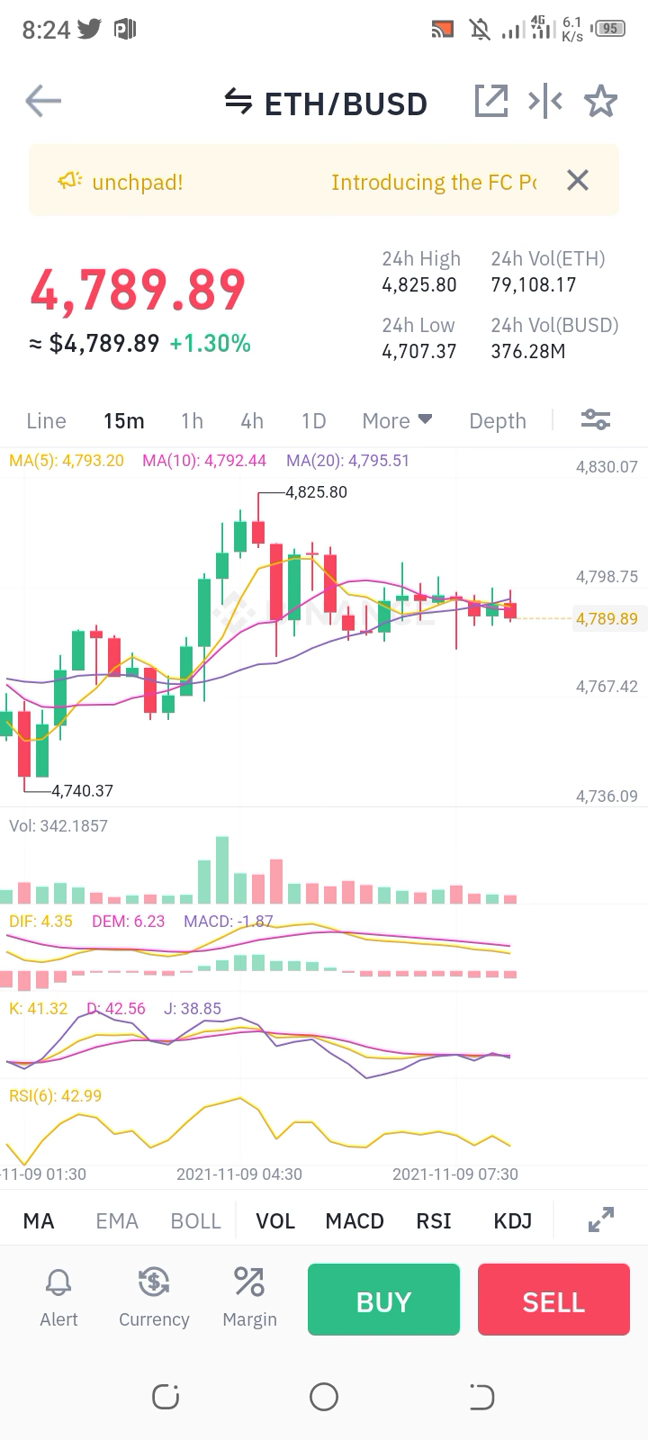 8:24
4G 6.1 K/s 95
ETH/BUSD
unchpad! Introducing the FC Po
4,789.89
≈ $4,789.89 +1.30%
24h High 24h Vol(ETH)
4,825.80 79,108.17
24h Low 24h Vol(BUSD)
4,707.37 376.28M
Line 15m 1h 4h 1D More Depth
MA(5): 4,793.20 MA(10): 4,792.44 MA(20): 4,795.51
4,830.07
4,825.80
4,798.75
BINANCE
4,789.89
4,767.42
4,740.37
4,736.09
Vol: 342.1857
DIF: 4.35 DEM: 6.23 MACD: -1.87
K: 41.32 D: 42.56 J: 38.85
RSI(6): 42.99
-11-09 01:30 2021-11-09 04:30 2021-11-09 07:30
MA EMA BOLL VOL MACD RSI KDJ
Alert Currency Margin BUY SELL